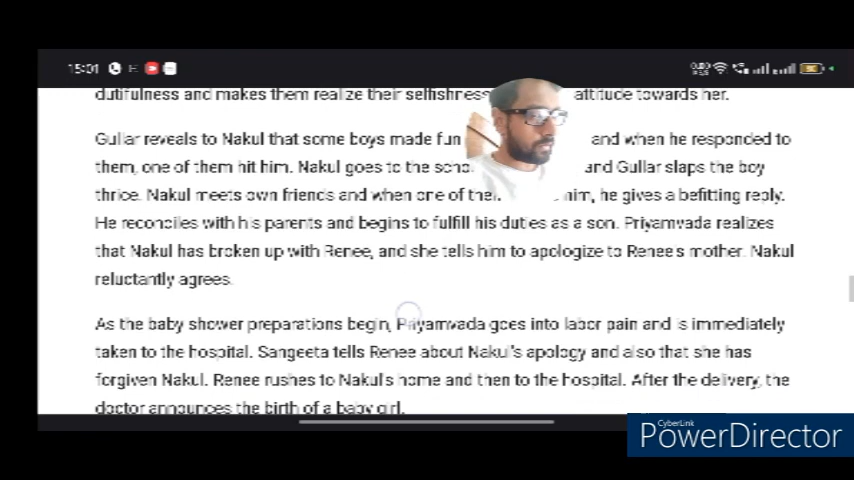 15:01
dutifulness and makes them realize their selfishness attitude towards her.
Gullar reveals to Nakul that some boys made fun and when he responded to
them, one of them hit him. Nakul goes to the and Gullar slaps the boy
thrice. Nakul meets own friends and when one of him, he gives a befitting reply.
He reconciles with his parents and begins to fulfill his duties as a son. Priyamvada realizes
that Nakul has broken up with Renee, and she tells him to apologize to Renee's mother. Nakul
reluctantly agrees.
As the baby shower preparations begin, Priyamvada goes into labor pain and is immediately
taken to the hospital. Sangeeta tells Renee about Nakul's apology and also that she has
forgiven Nakul. Renee rushes to Nakul's home and then to the hospital. After the delivery, the
doctor announces the birth of a baby girl.
CyberLink
PowerDirector